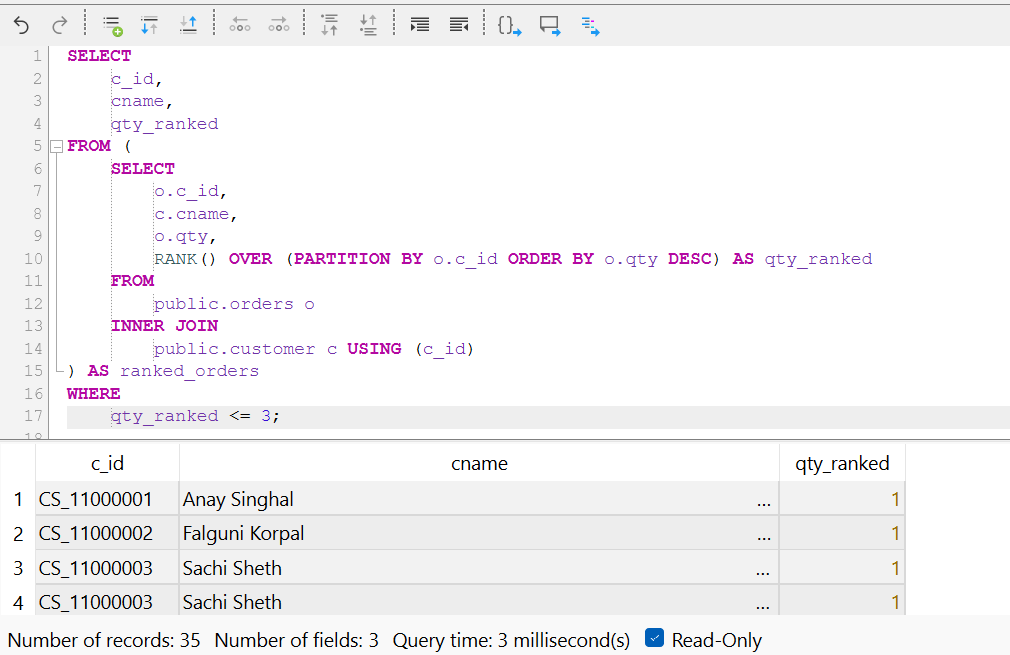 1 SELECT
2 c_id,
3 cname,
4 qty_ranked
5 FROM (
6 SELECT
7 o.c_id,
8 c.cname,
9 o.qty,
10 RANK() OVER (PARTITION BY o.c_id ORDER BY o.qty DESC) AS qty_ranked
11 FROM
12 public.orders o
13 INNER JOIN
14 public.customer c USING (c_id)
15 ) AS ranked_orders
16 WHERE
17 qty_ranked <= 3;
18
c_id cname qty_ranked
1 CS_11000001 Anay Singhal ... 1
2 CS_11000002 Falguni Korpal ... 1
3 CS_11000003 Sachi Sheth ... 1
4 CS_11000003 Sachi Sheth ... 1
Number of records: 35 Number of fields: 3 Query time: 3 millisecond(s) Read-Only